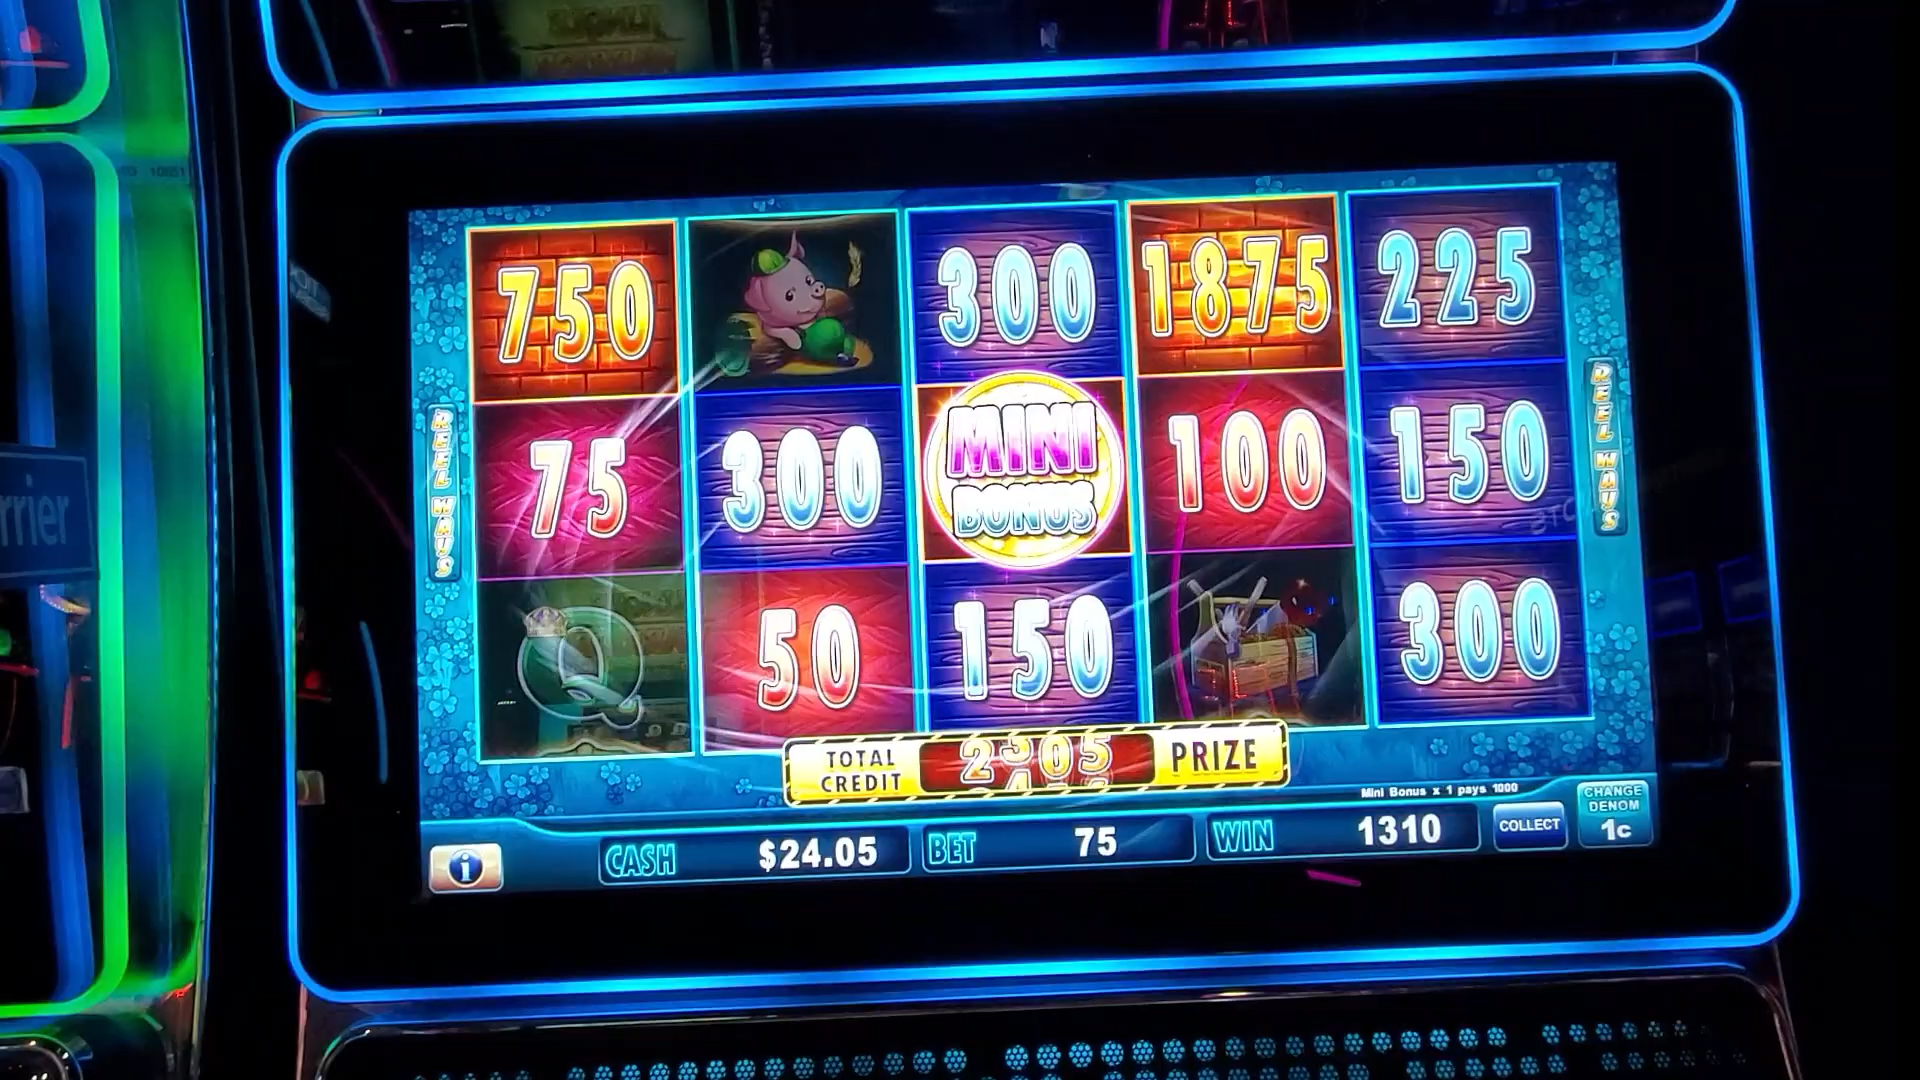 750
300
1875
225
75
300
MINI
BONUS
100
150
Q
50
150
300
REEL WAYS
REEL WAYS
rrier
TOTAL
CREDIT
PRIZE
Mini Bonus x 1 pays 1000
CASH $24.05
BET 75
WIN 1310
COLLECT
CHANGE
DENOM
1c
i